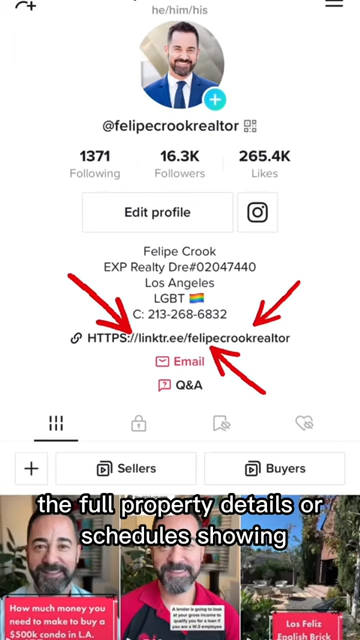 he/him/his
@felipecrookrealtor
1371
Following
16.3K
Followers
265.4K
Likes
Edit profile
Felipe Crook
EXP Realty Dre#02047440
Los Angeles
LGBT 🏳️‍🌈
C: 213-268-6832
HTTPS://linktr.ee/felipecrookrealtor
Email
Q&A
Sellers
Buyers
the full property details or
schedules showing
How much money you
need to make to buy a
$500k condo in L.A.
A lender is going to look
at your gross income to
qualify you for a loan if
you are a W-2 employee
Los Feliz
English Brick